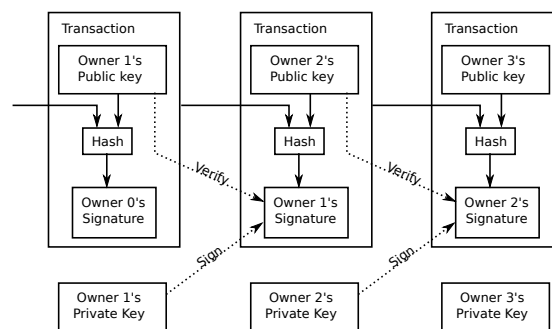 Transaction
Owner 1's
Public key
Hash
Owner 0's
Signature
Transaction
Owner 2's
Public key
Hash
Verify
Owner 1's
Signature
Transaction
Owner 3's
Public key
Hash
Verify
Owner 2's
Signature
Sign
Sign
Owner 1's
Private Key
Owner 2's
Private Key
Owner 3's
Private Key